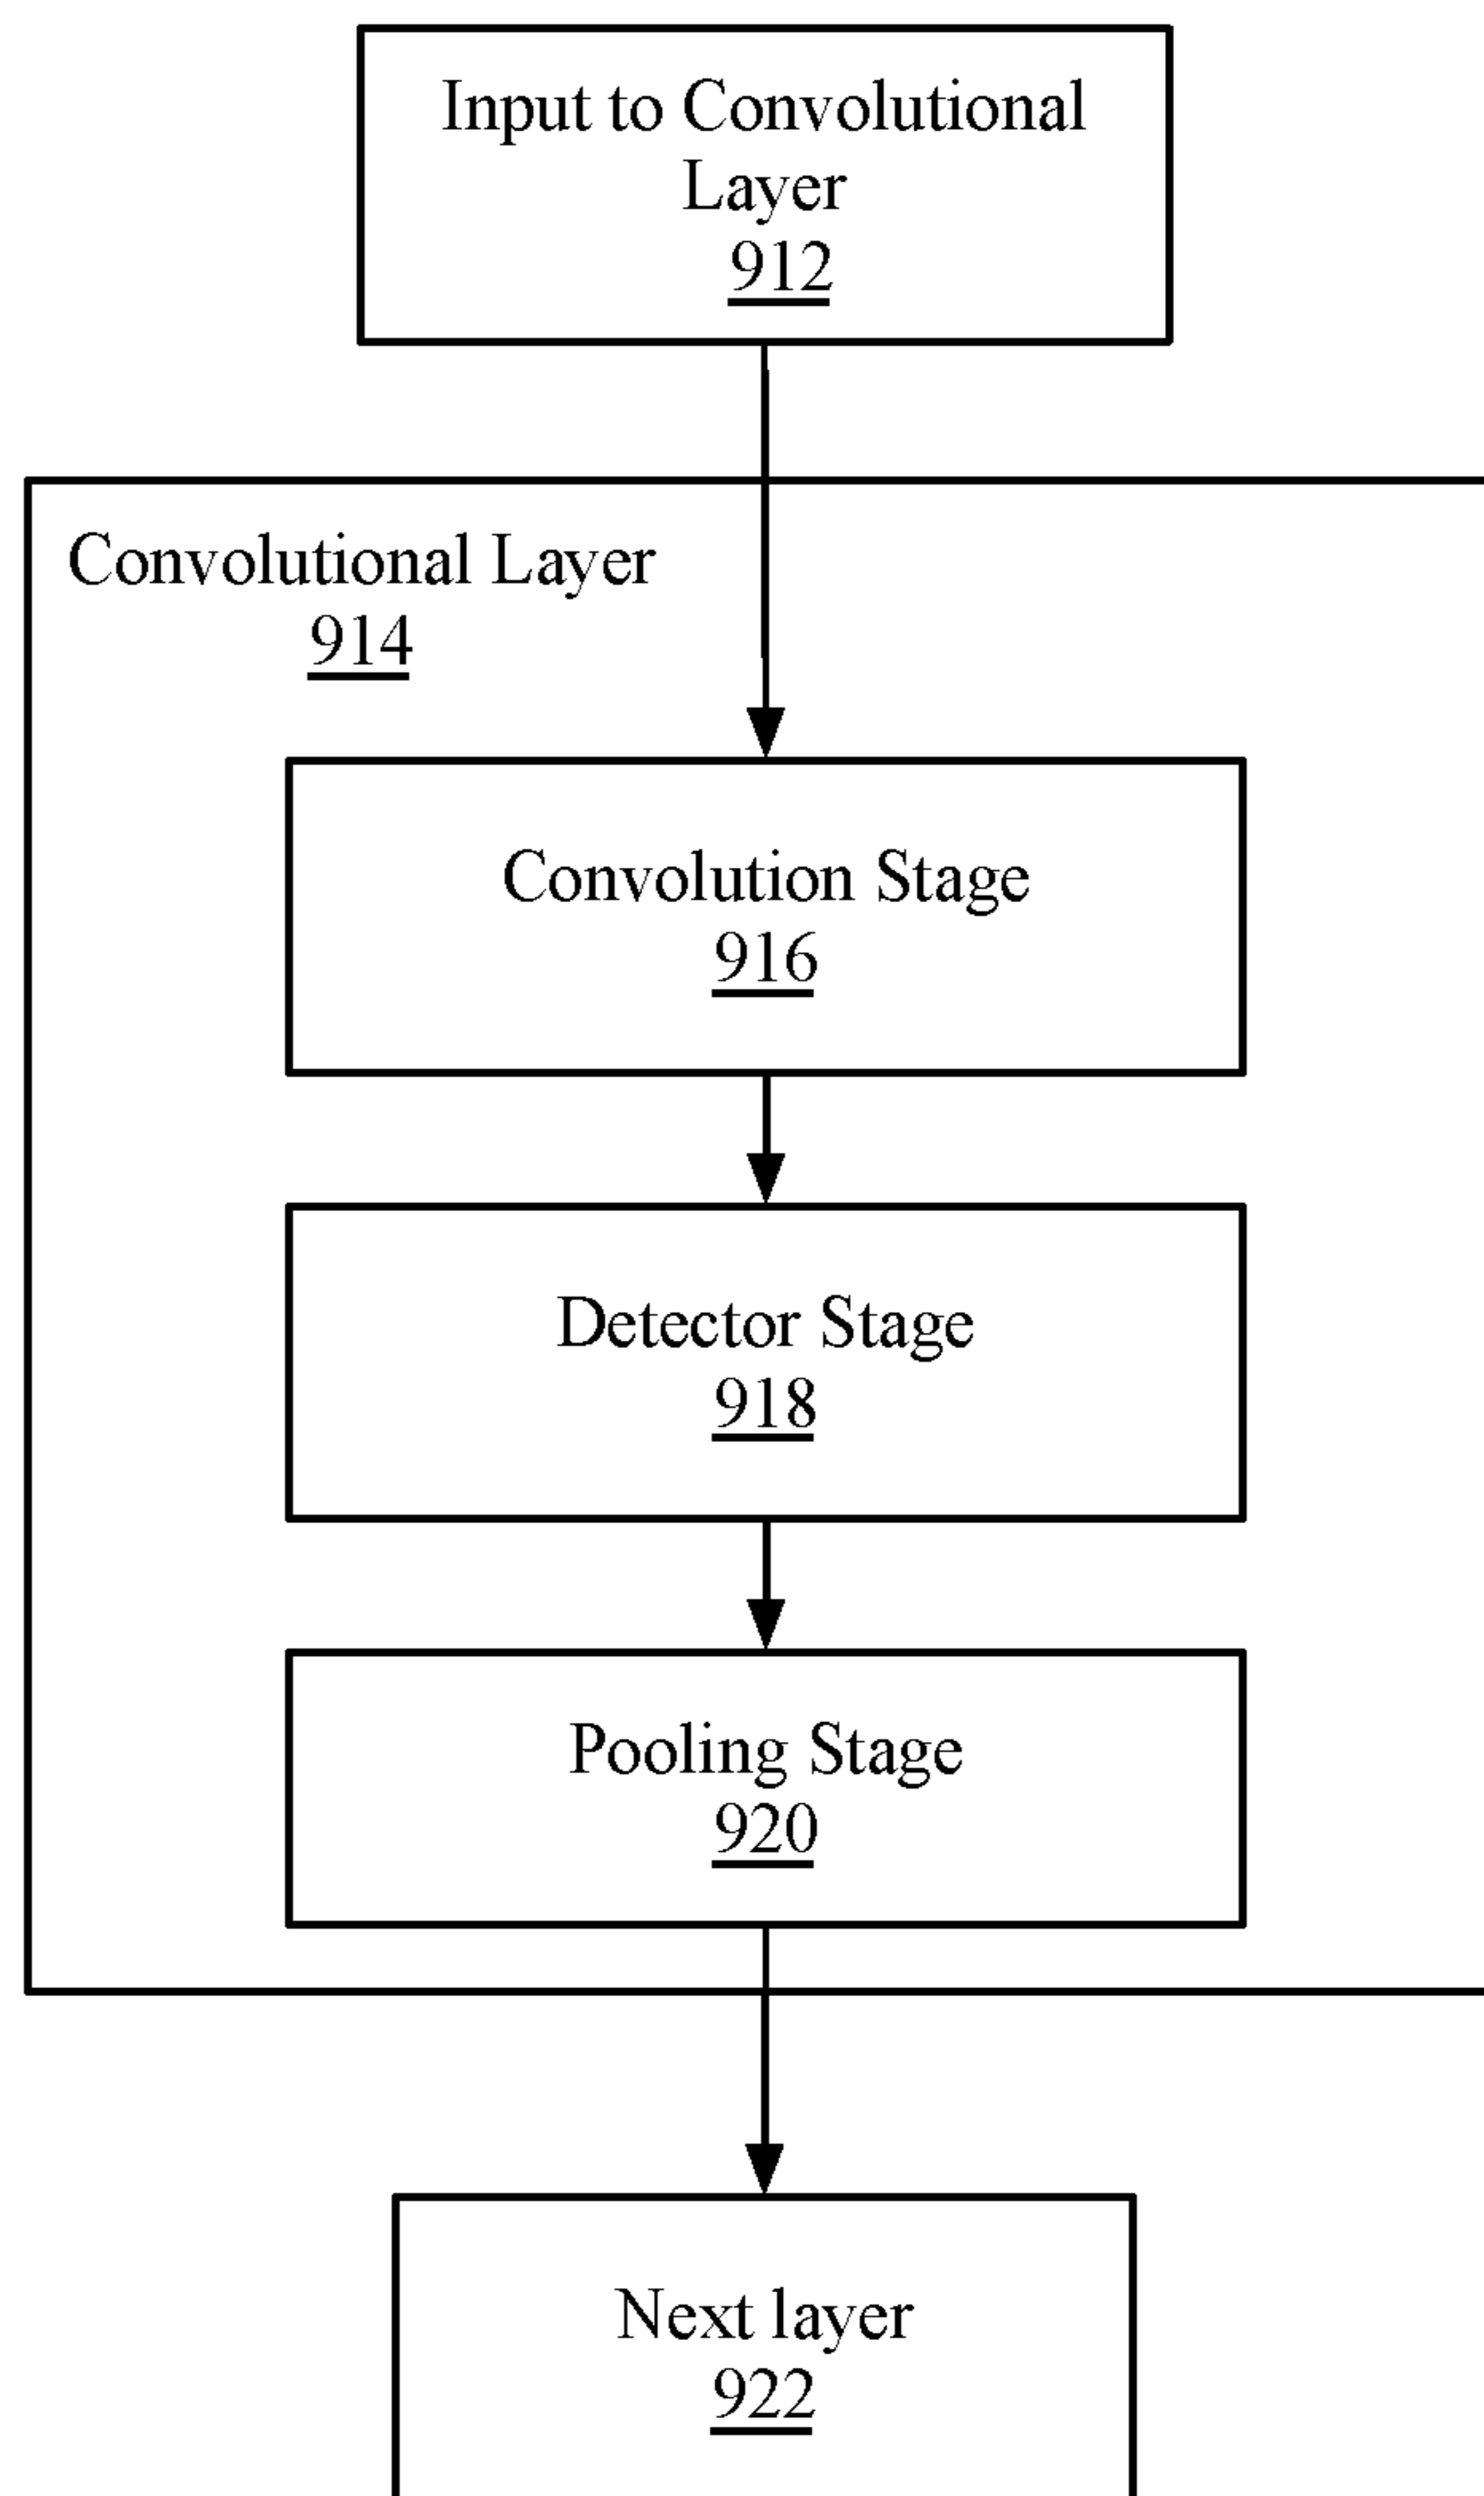 Input to Convolutional
Layer
912
Convolutional Layer
914
Convolution Stage
916
Detector Stage
918
Pooling Stage
920
Next layer
922